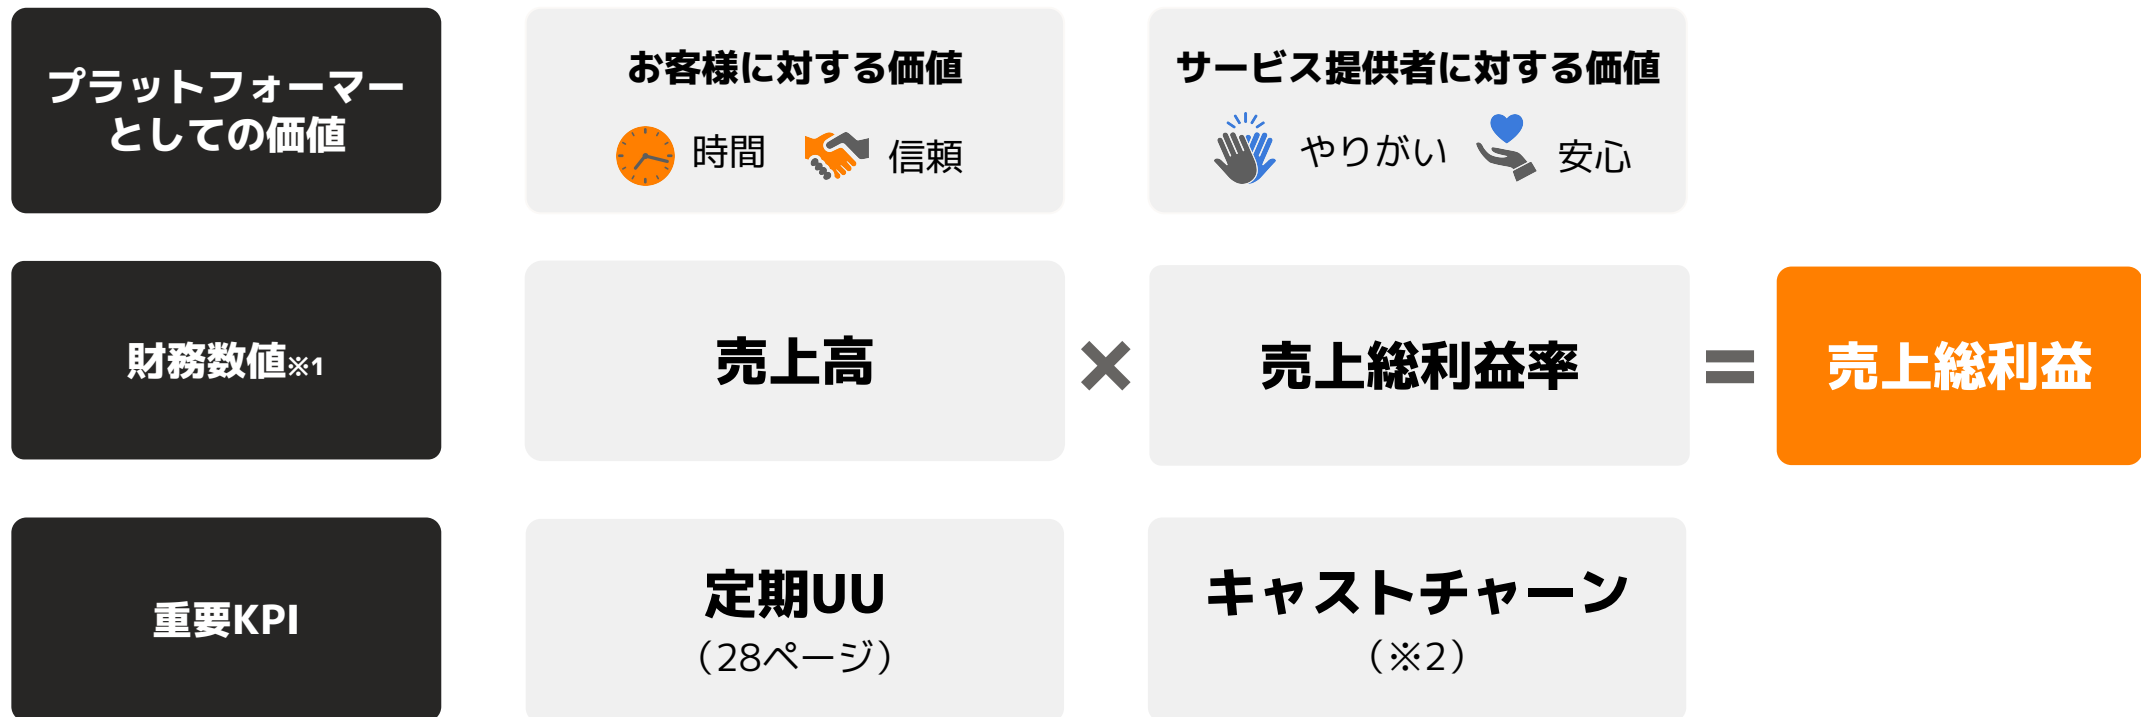 プラットフォーマー
としての価値
お客様に対する価値
時間
信頼
サービス提供者に対する価値
やりがい
安心
財務数値※1
売上高
×
売上総利益率
=
売上総利益
重要KPI
定期UU
（28ページ）
キャストチャーン
（※2）